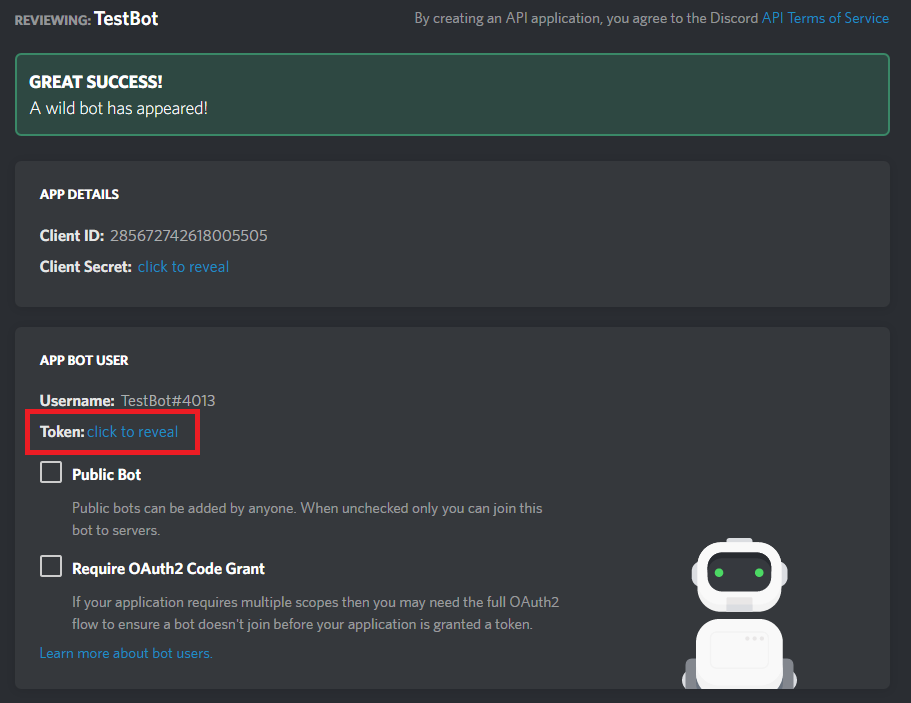 REVIEWING: TestBot
By creating an API application, you agree to the Discord API Terms of Service
GREAT SUCCESS!
A wild bot has appeared!
APP DETAILS
Client ID: 285672742618005505
Client Secret: click to reveal
APP BOT USER
Username: TestBot#4013
Token: click to reveal
Public Bot
Public bots can be added by anyone. When unchecked only you can join this
bot to servers.
Require OAuth2 Code Grant
If your application requires multiple scopes then you may need the full OAuth2
flow to ensure a bot doesn't join before your application is granted a token.
Learn more about bot users.